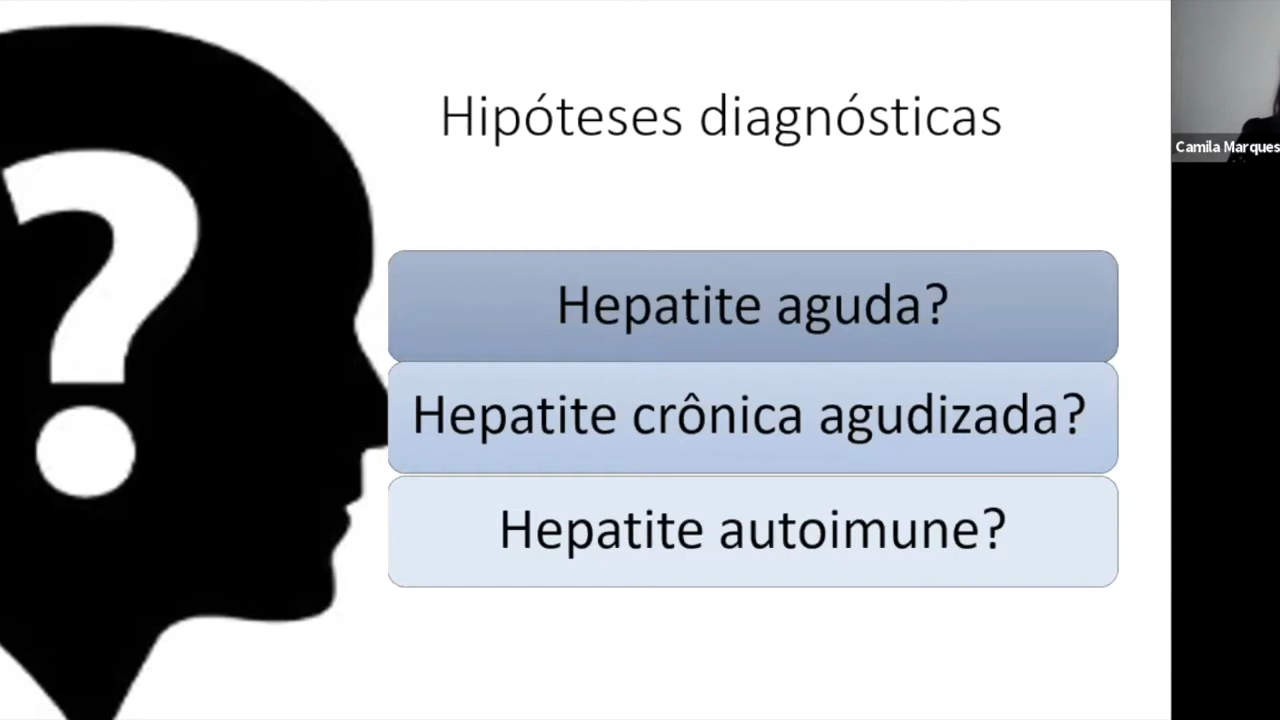 Hipóteses diagnósticas
Hepatite aguda?
Hepatite crônica agudizada?
Hepatite autoimune?
Camila Marques